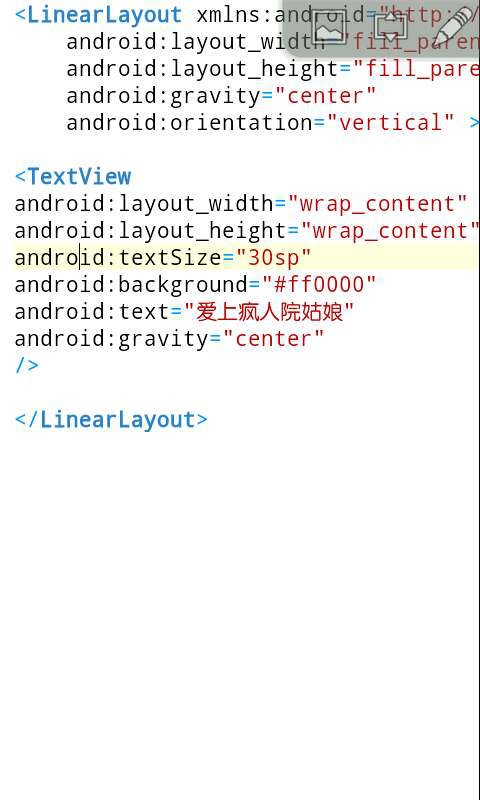 <LinearLayout xmlns:android="http:/
android:layout_width="fill_paren
android:layout_height="fill_pare
android:gravity="center"
android:orientation="vertical" >
<TextView
android:layout_width="wrap_content"
android:layout_height="wrap_content"
android:textSize="30sp"
android:background="#ff0000"
android:text="爱上疯人院姑娘"
android:gravity="center"
/>
</LinearLayout>